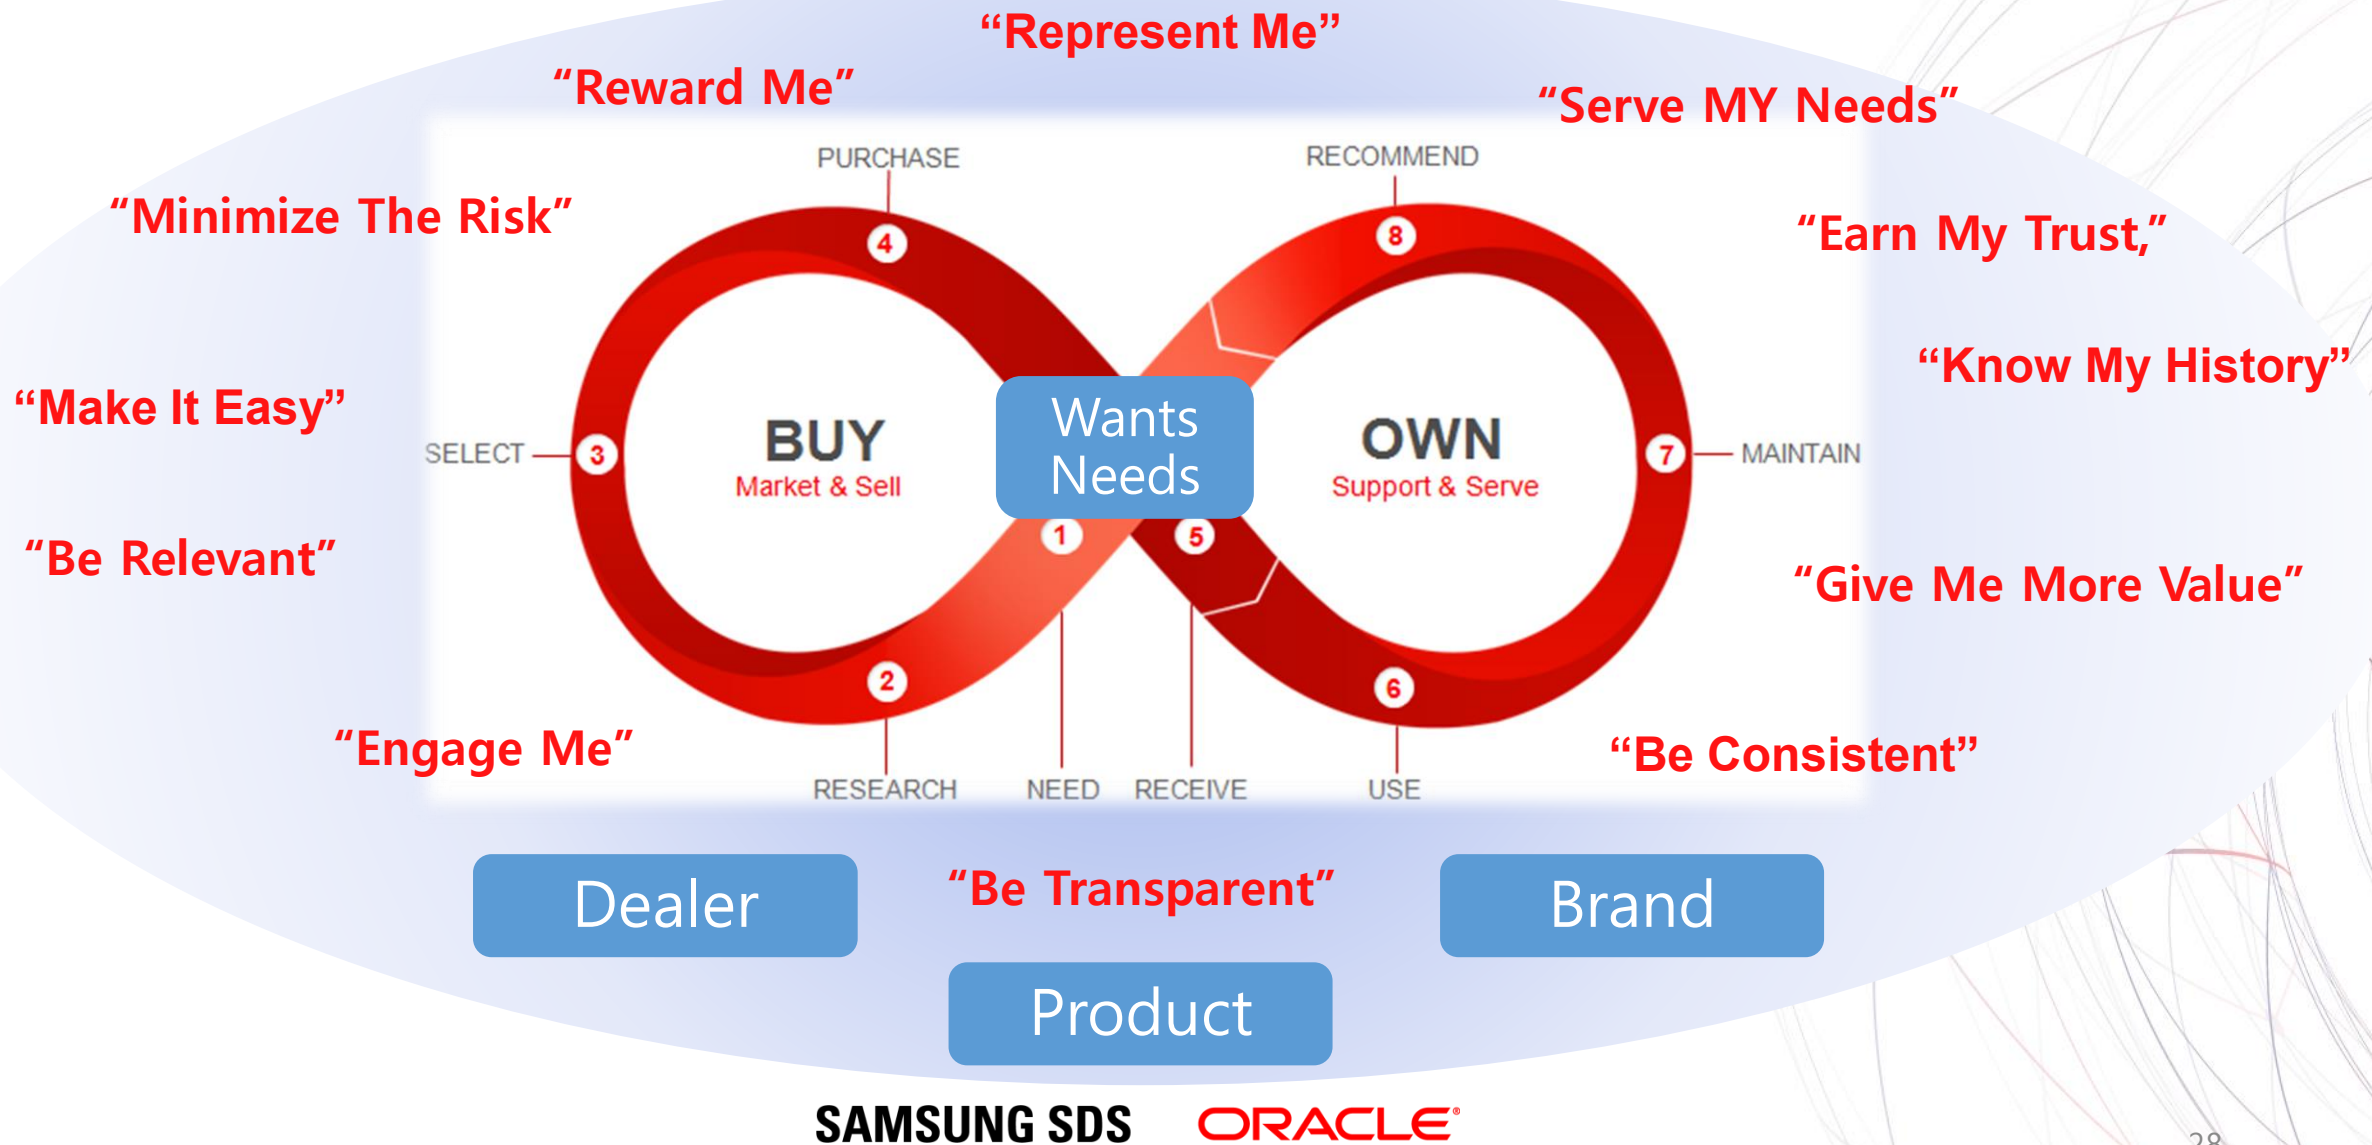 “Represent Me”
“Reward Me”
“Serve MY Needs”
PURCHASE
RECOMMEND
“Minimize The Risk”
“Earn My Trust,”
4
8
“Know My History”
“Make It Easy”
SELECT
3
BUY
Market & Sell
Wants
Needs
OWN
Support & Serve
7
MAINTAIN
1
5
“Be Relevant”
“Give Me More Value”
2
6
“Engage Me”
“Be Consistent”
RESEARCH
NEED
RECEIVE
USE
Dealer
“Be Transparent”
Brand
Product
SAMSUNG SDS
ORACLE®
28